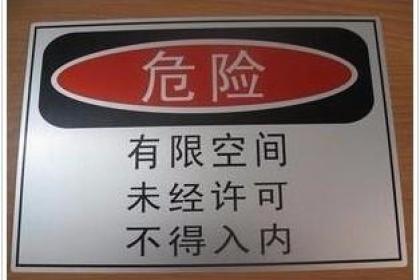 危险
有限空间
未经许可
不得入内